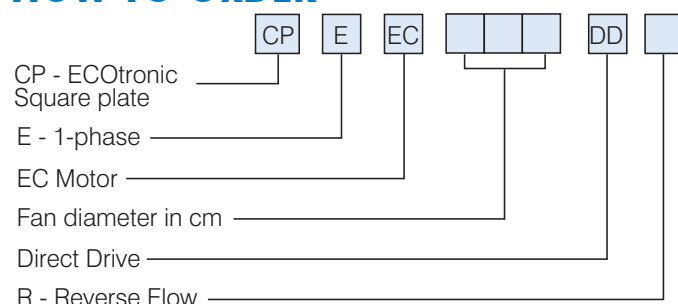 HOW TO ORDER
CP E EC DD
CP - ECOtronic
Square plate
E - 1-phase
EC Motor
Fan diameter in cm
Direct Drive
R - Reverse Flow